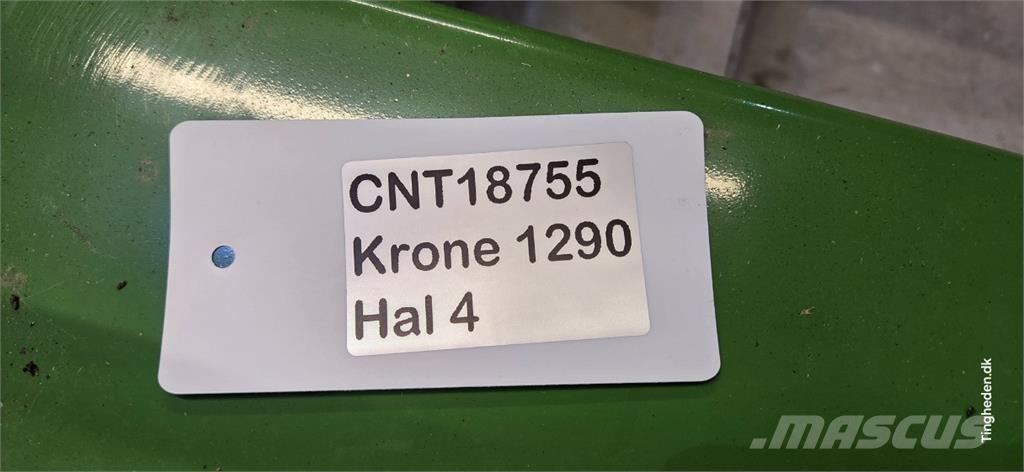 CNT18755
Krone 1290
Hal 4
Tingheden.dk
.MASCUS